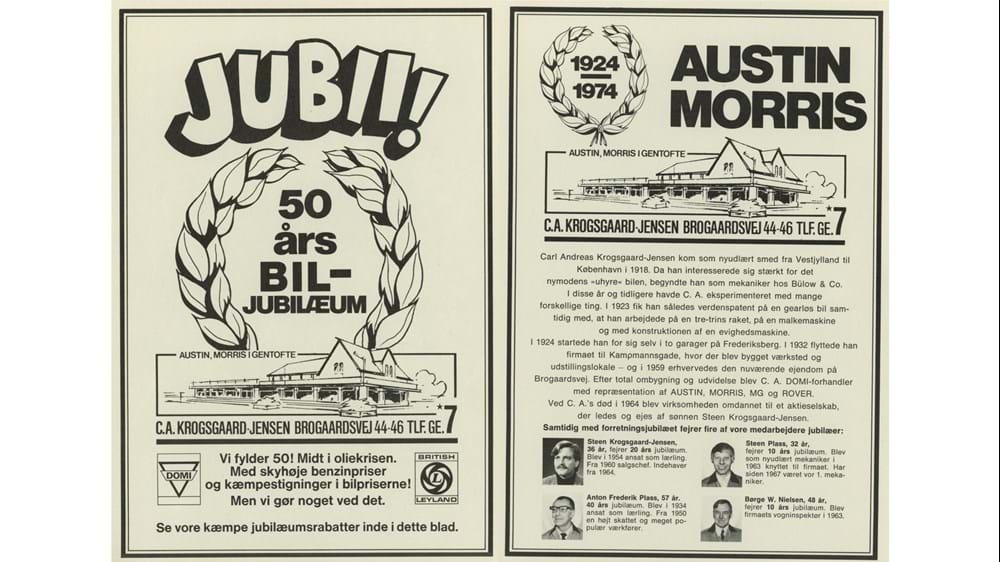 JUBII!
50
års
BIL-
JUBILÆUM
AUSTIN, MORRIS I GENTOFTE
C.A. KROGSGAARD-JENSEN BROGAARDSVEJ 44-46 TLF. GE. *7
DOMI
Vi fylder 50! Midt i oliekrisen.
Med skyhøje benzinpriser
og kæmpestigninger i bilpriserne!
Men vi gør noget ved det.
BRITISH
L
LEYLAND
Se vore kæmpe jubilæumsrabatter inde i dette blad.
1924
1974
AUSTIN
MORRIS
AUSTIN, MORRIS I GENTOFTE
C.A. KROGSGAARD-JENSEN BROGAARDSVEJ 44-46 TLF. GE. *7
Carl Andreas Krogsgaard-Jensen kom som nyudlært smed fra Vestjylland til
København i 1918. Da han interesserede sig stærkt for det
nymodens »uhyre« bilen, begyndte han som mekaniker hos Bülow & Co.
I disse år og tidligere havde C. A. eksperimenteret med mange
forskellige ting. I 1923 fik han således verdenspatent på en gearløs bil sam-
tidig med, at han arbejdede på en tre-trins raket, på en malkemaskine
og med konstruktionen af en evighedsmaskine.
I 1924 startede han for sig selv i to garager på Frederiksberg. I 1932 flyttede han
firmaet til Kampmannsgade, hvor der blev bygget værksted og
udstillingslokale – og i 1959 erhvervedes den nuværende ejendom på
Brogaardsvej. Efter total ombygning og udvidelse blev C. A. DOMI-forhandler
med repræsentation af AUSTIN, MORRIS, MG og ROVER.
Ved C. A.'s død i 1964 blev virksomheden omdannet til et aktieselskab,
der ledes og ejes af sønnen Steen Krogsgaard-Jensen.
Samtidig med forretningsjubilæet fejrer fire af vore medarbejdere jubilæer:
Steen Krogsgaard-Jensen,
36 år, fejrer 20 års jubilæum.
Blev i 1954 ansat som lærling.
Fra 1960 salgschef. Indehaver
fra 1964.
Steen Plass, 32 år,
fejrer 10 års jubilæum. Blev
som nyudlært mekaniker i
1963 knyttet til firmaet. Har
siden 1967 været vor 1. meka-
niker.
Anton Frederik Plass, 57 år.
40 års jubilæum. Blev i 1934
ansat som lærling. Fra 1950
en højt skattet og meget po-
pulær værkfører.
Børge W. Nielsen, 48 år,
fejrer 10 års jubilæum. Blev
firmaets vogninspektør i 1963.